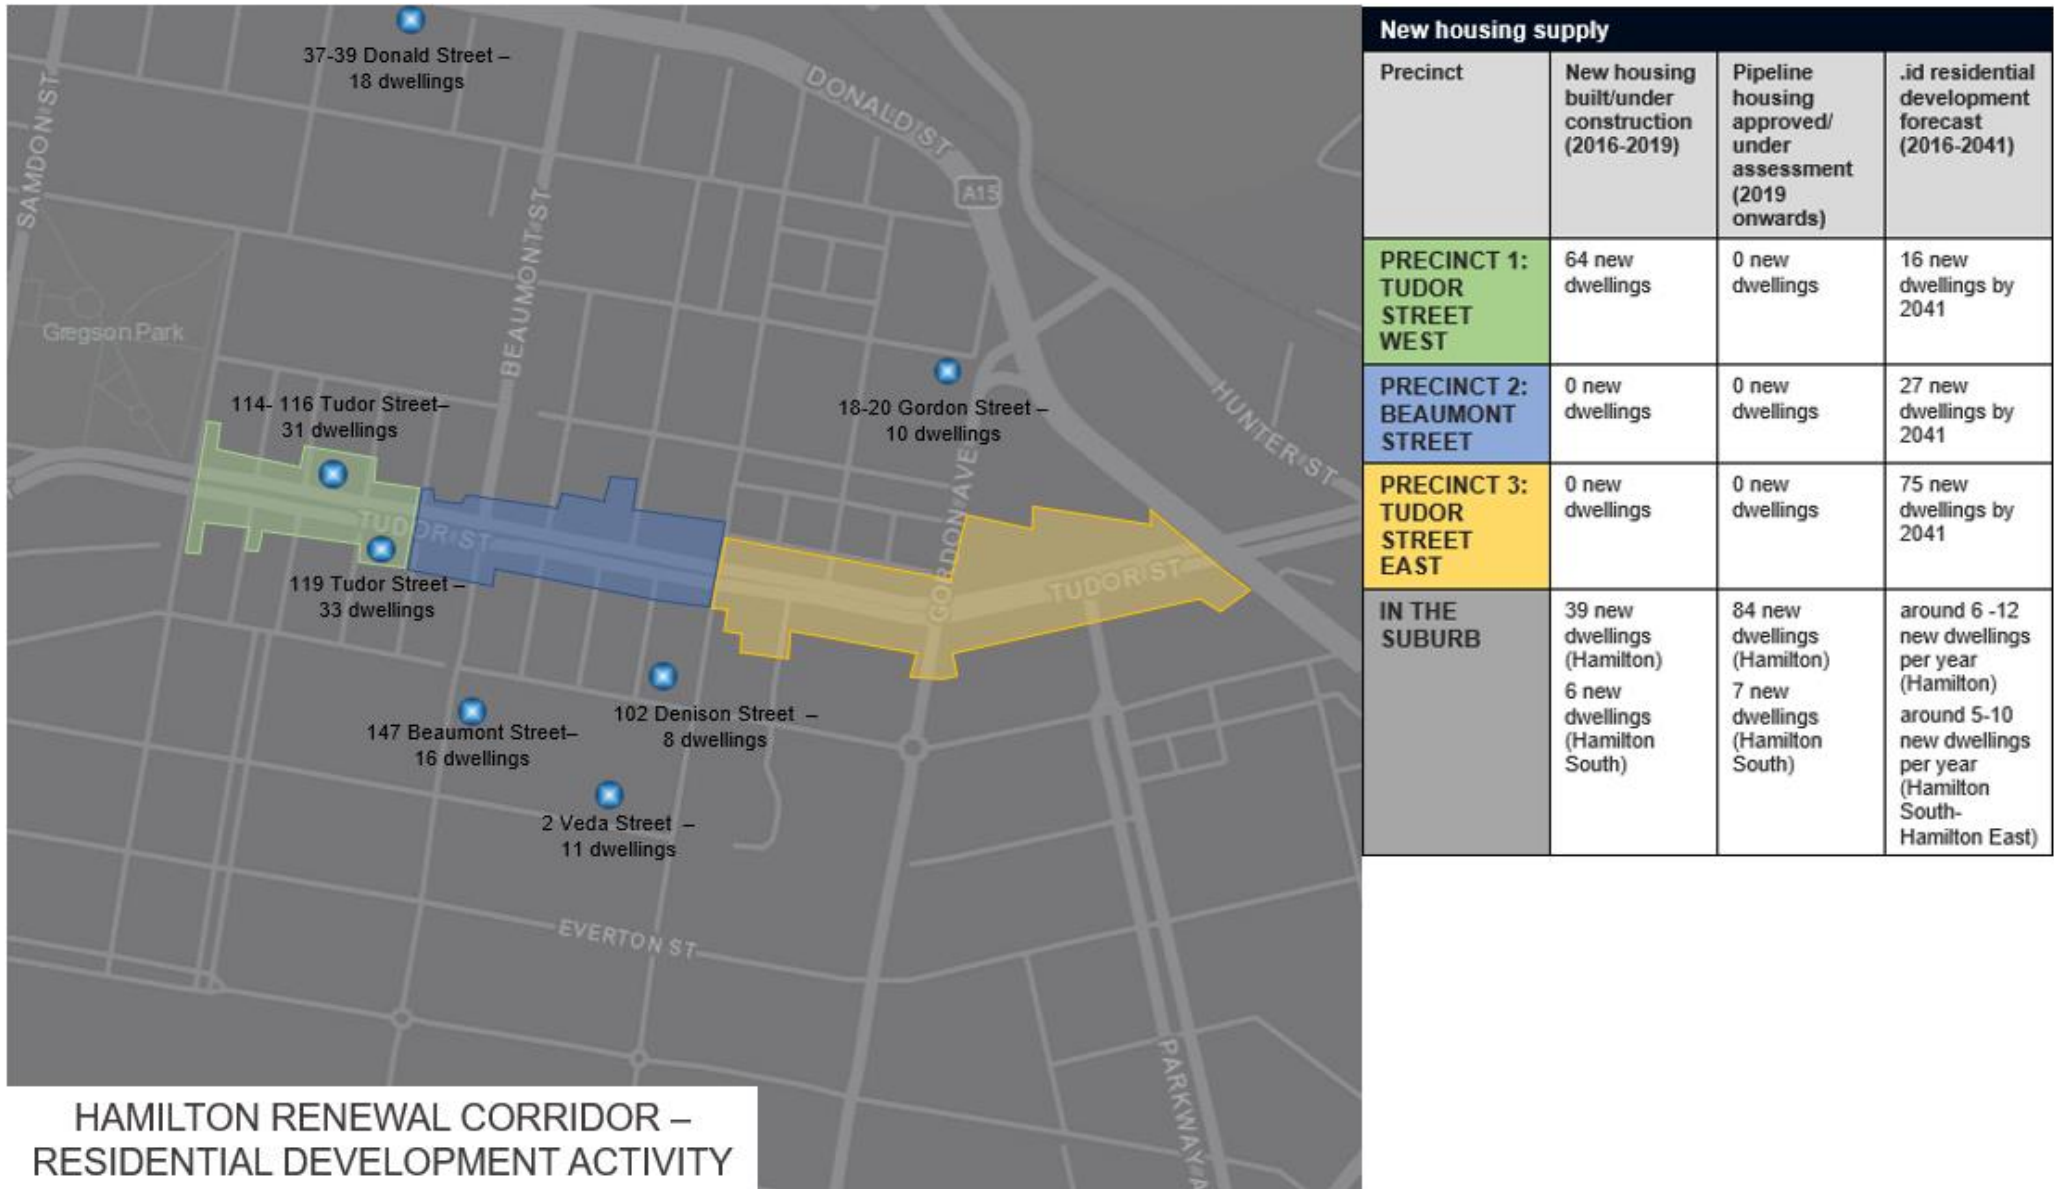 37-39 Donald Street –
18 dwellings
DONALD ST
SAMDON ST
A15
BEAUMONT ST
Gregson Park
HUNTER ST
114- 116 Tudor Street–
31 dwellings
18-20 Gordon Street –
10 dwellings
TUDOR ST
GORDON AVE
TUDOR ST
119 Tudor Street –
33 dwellings
147 Beaumont Street–
16 dwellings
102 Denison Street –
8 dwellings
2 Veda Street –
11 dwellings
EVERTON ST
PARKWAY A
HAMILTON RENEWAL CORRIDOR –
RESIDENTIAL DEVELOPMENT ACTIVITY
New housing supply
Precinct
New housing
built/under
construction
(2016-2019)
Pipeline
housing
approved/
under
assessment
(2019
onwards)
.id residential
development
forecast
(2016-2041)
PRECINCT 1:
TUDOR
STREET
WEST
64 new
dwellings
0 new
dwellings
16 new
dwellings by
2041
PRECINCT 2:
BEAUMONT
STREET
0 new
dwellings
0 new
dwellings
27 new
dwellings by
2041
PRECINCT 3:
TUDOR
STREET
EAST
0 new
dwellings
0 new
dwellings
75 new
dwellings by
2041
IN THE
SUBURB
39 new
dwellings
(Hamilton)
6 new
dwellings
(Hamilton
South)
84 new
dwellings
(Hamilton)
7 new
dwellings
(Hamilton
South)
around 6 -12
new dwellings
per year
(Hamilton)
around 5-10
new dwellings
per year
(Hamilton
South-
Hamilton East)